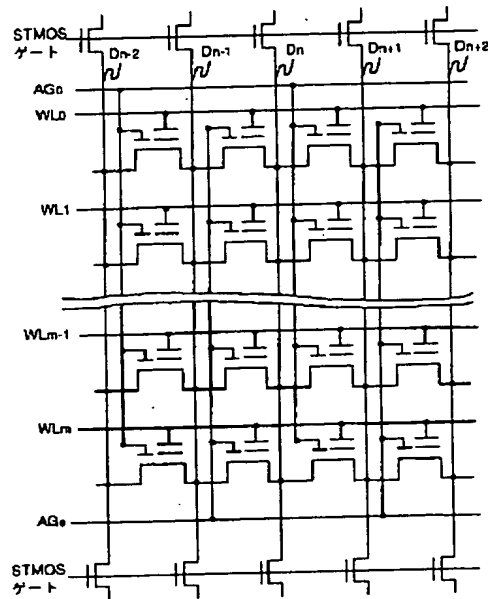 STMOS
ゲート
Dn-2
Dn-1
Dn
Dn+1
Dn+2
AGo
WL0
WL1
WLm-1
WLm
AGe
STMOS
ゲート